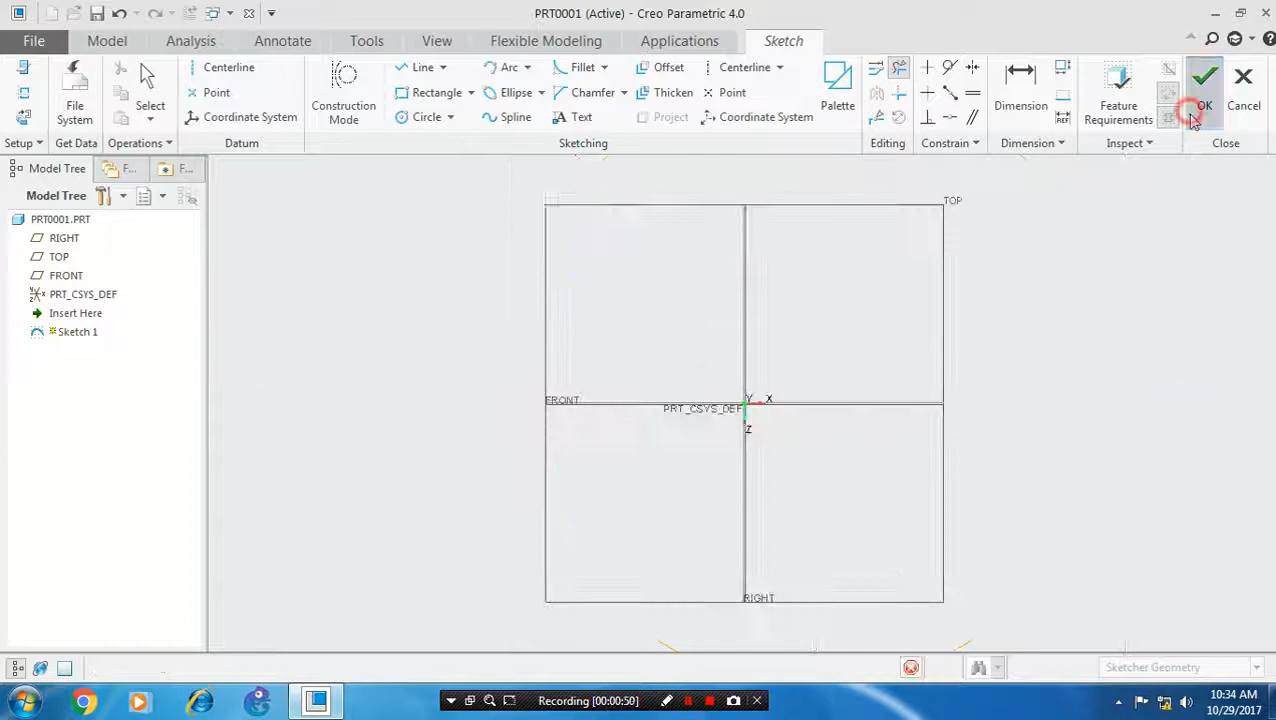 PRT0001 (Active) - Creo Parametric 4.0
File Model Analysis Annotate Tools View Flexible Modeling Applications Sketch
Centerline Line Arc Fillet Offset Centerline
Point Rectangle Ellipse Chamfer Thicken Point
Coordinate System Circle Spline Text Project Coordinate System
File System Select Construction Mode Palette Dimension Feature Requirements OK Cancel
Setup Get Data Operations Datum Sketching Editing Constrain Dimension Inspect Close
Model Tree F... F...
Model Tree
PRT0001.PRT
RIGHT
TOP
FRONT
PRT_CSYS_DEF
Insert Here
Sketch 1
TOP
FRONT
PRT_CSYS_DEF
Y X
Z
RIGHT
Sketcher Geometry
Recording [00:00:50]
10:34 AM
10/29/2017